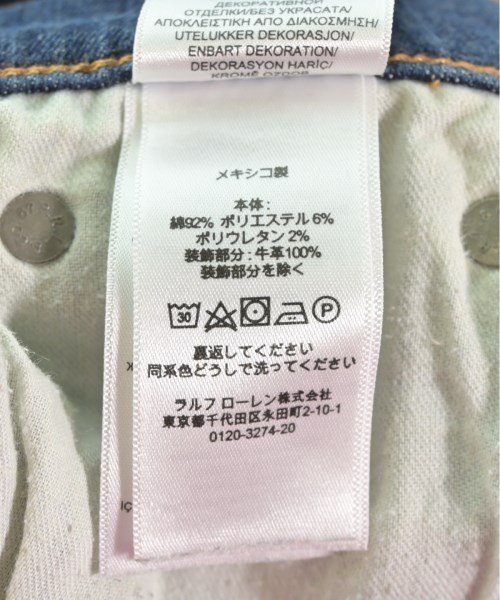 ДЕКОРАТИВНОЙ
ОТДЕЛКИ/БЕЗ УКРАСАТА/
ΑΠΟΚΛΕΙΣΤΙΚΗ ΑΠΟ ΔΙΑΚΟΣΜΗΣΗ/
UTELUKKER DEKORASJON/
ENBART DEKORATION/
DEKORASYON HARİÇ/
メキシコ製
本体:
綿92% ポリエステル 6%
ポリウレタン 2%
装飾部分: 牛革100%
装飾部分を除く
30
P
裏返してください
同系色どうしで洗ってください
ラルフ ローレン株式会社
東京都千代田区永田町2-10-1
0120-3274-20